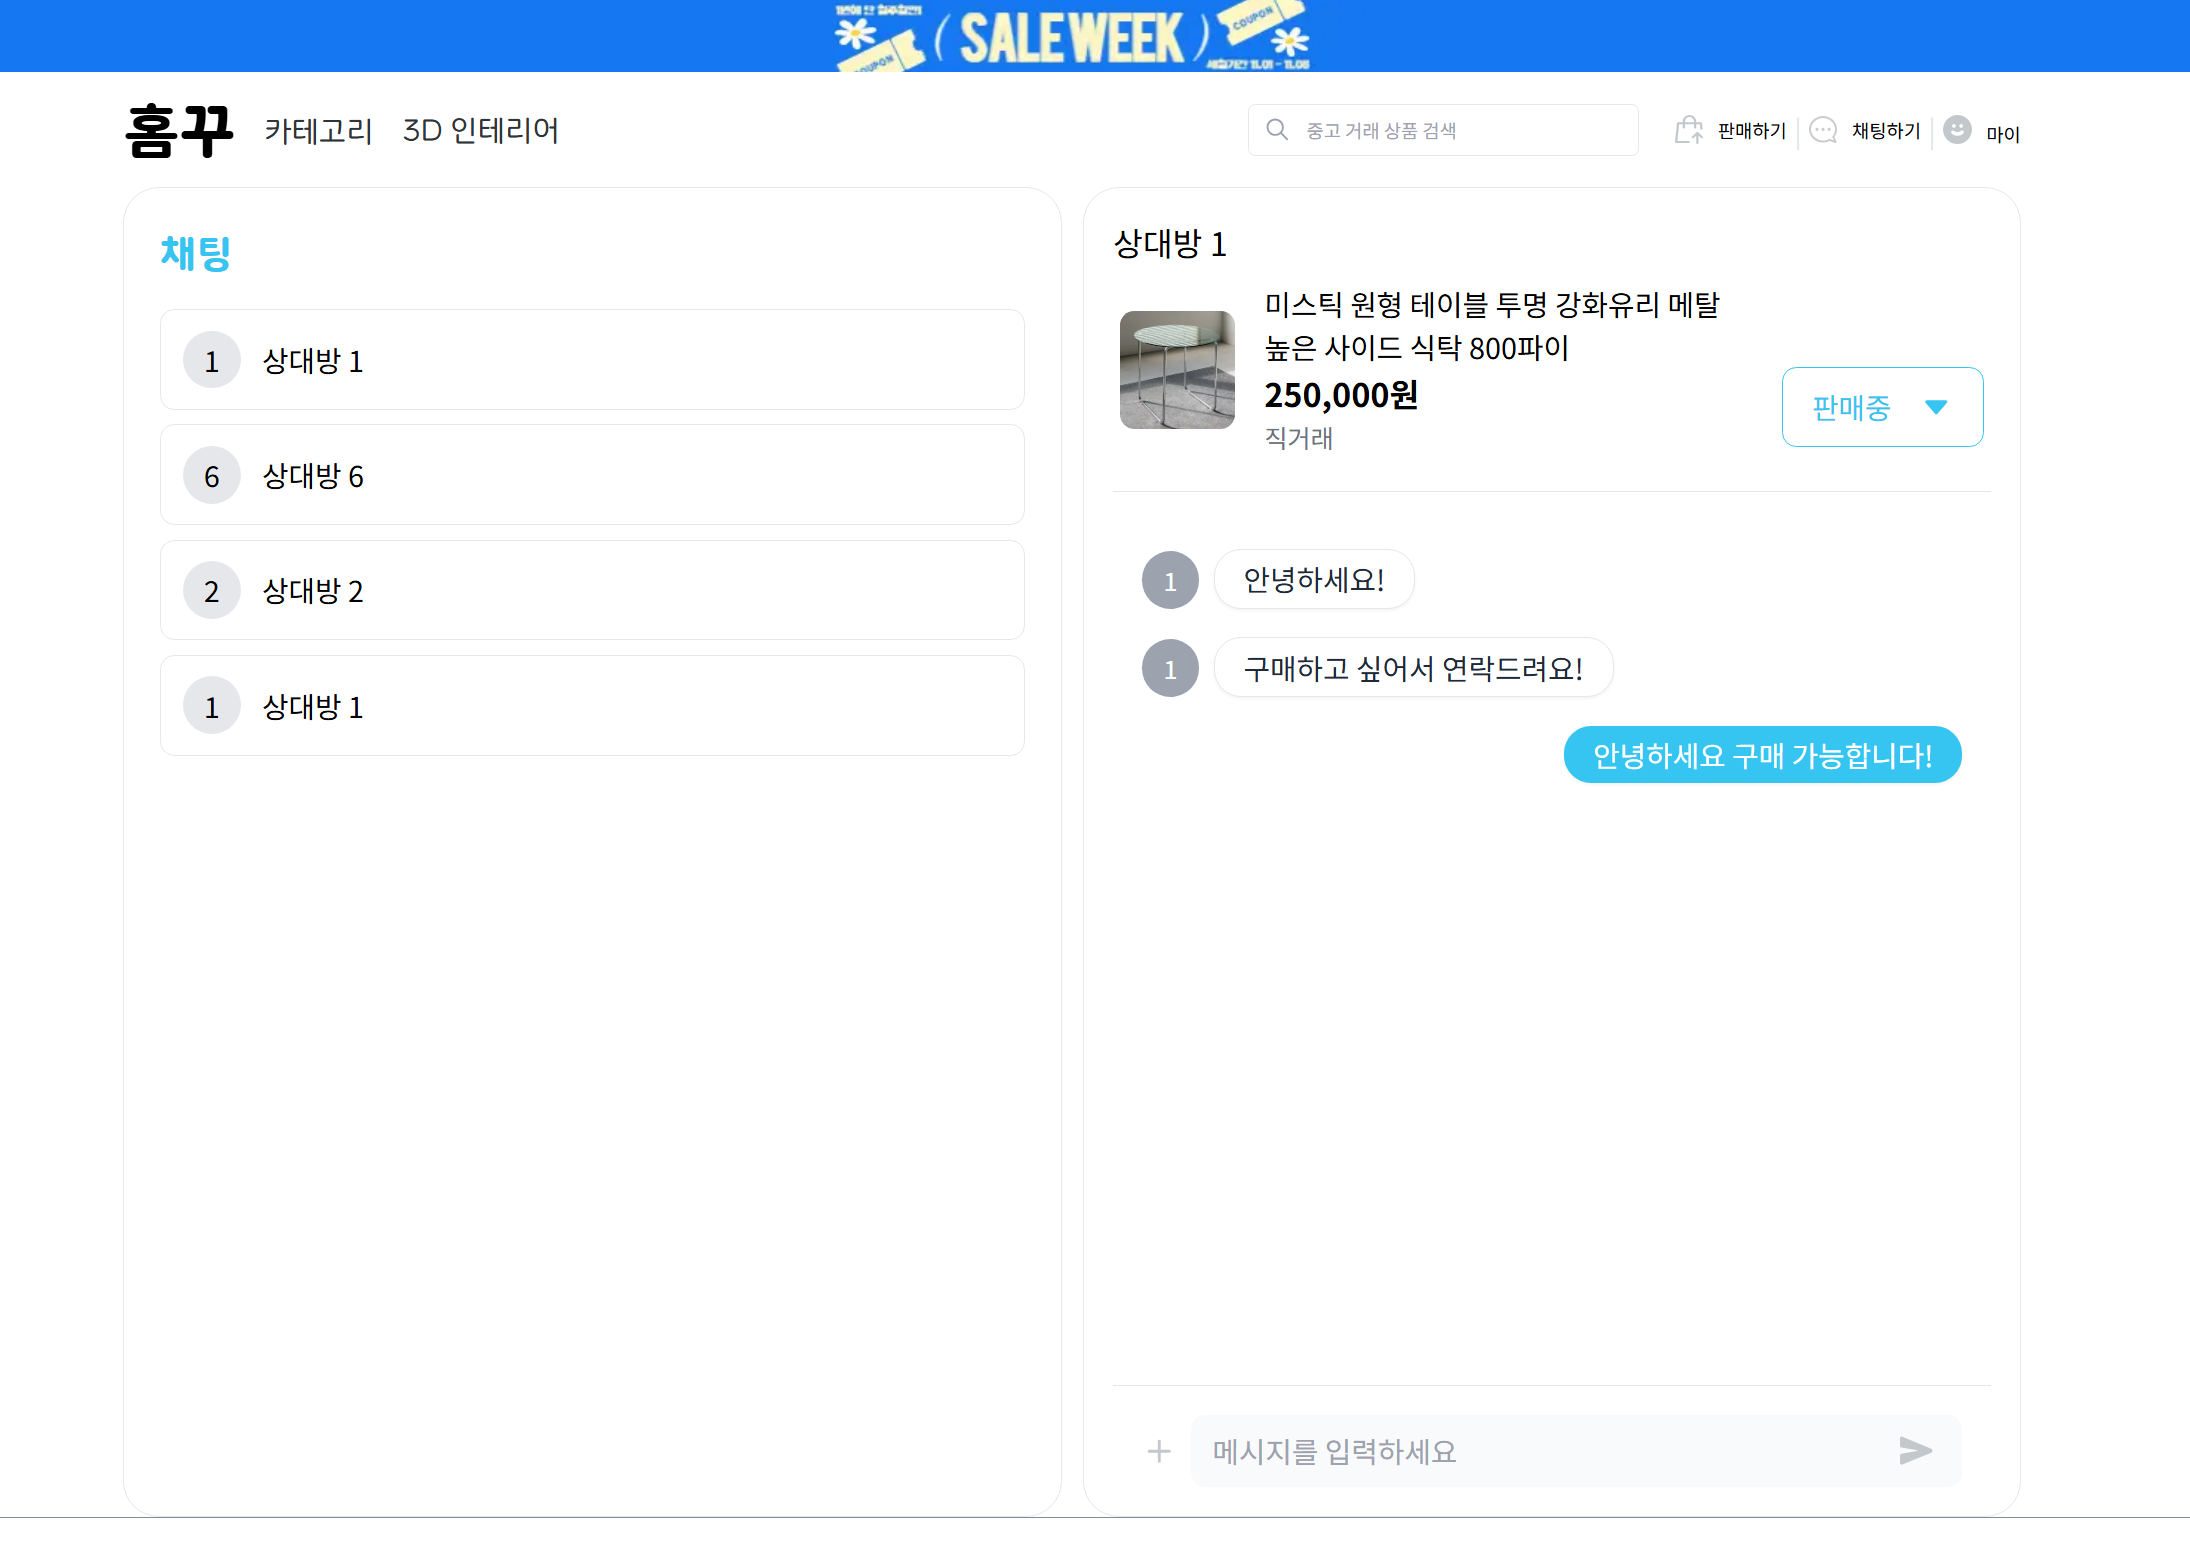 COUPON
( SALE WEEK )
COUPON
11.01 - 11.08
홈꾸
카테고리
3D 인테리어
중고 거래 상품 검색
판매하기
채팅하기
마이
채팅
1
상대방 1
6
상대방 6
2
상대방 2
1
상대방 1
상대방 1
미스틱 원형 테이블 투명 강화유리 메탈
높은 사이드 식탁 800파이
250,000원
직거래
판매중
1
안녕하세요!
1
구매하고 싶어서 연락드려요!
안녕하세요 구매 가능합니다!
메시지를 입력하세요